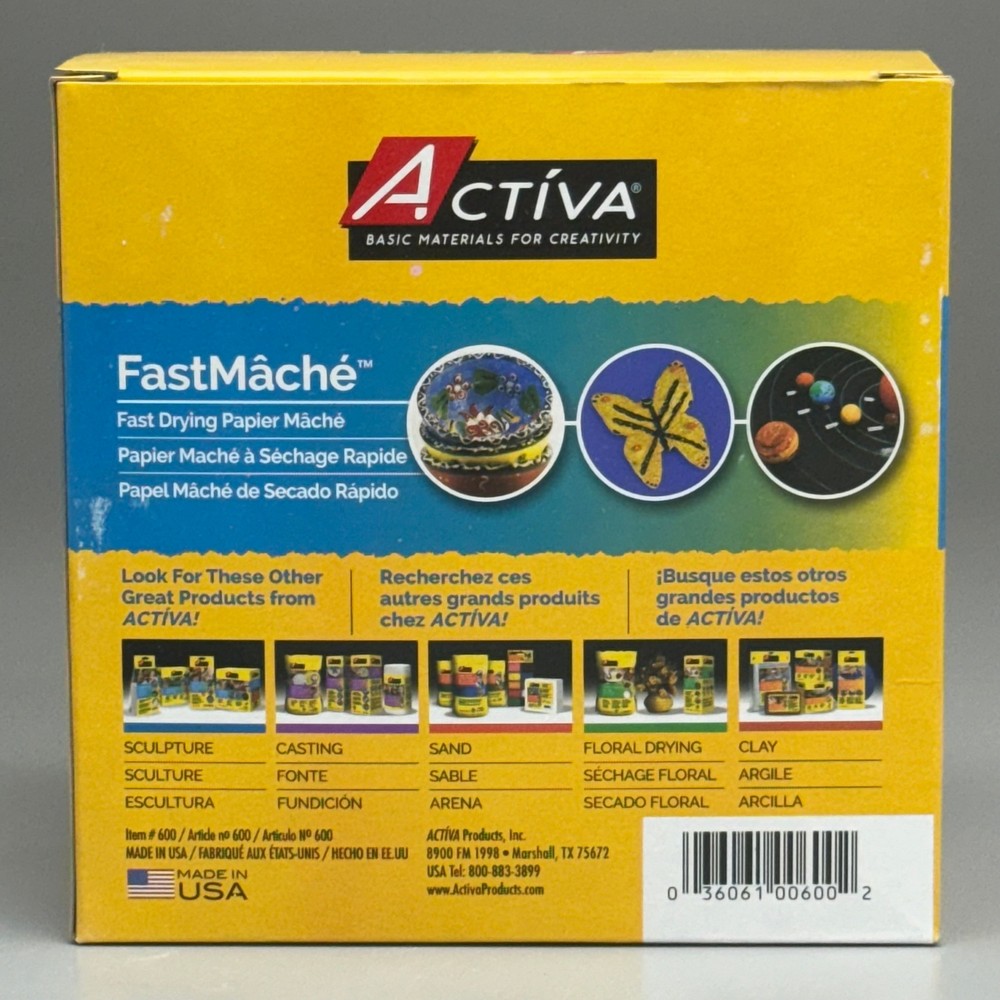 ACTÍVA®
BASIC MATERIALS FOR CREATIVITY
FastMâché™
Fast Drying Papier Mâché
Papier Maché à Séchage Rapide
Papel Mâché de Secado Rápido
Look For These Other
Great Products from
ACTÍVA!
Recherchez ces
autres grands produits
chez ACTÍVA!
¡Busque estos otros
grandes productos
de ACTÍVA!
SCULPTURE
SCULTURE
ESCULTURA
CASTING
FONTE
FUNDICIÓN
SAND
SABLE
ARENA
FLORAL DRYING
SÉCHAGE FLORAL
SECADO FLORAL
CLAY
ARGILE
ARCILLA
Item # 600 / Article nº 600 / Articulo Nº 600
MADE IN USA / FABRIQUÉ AUX ÉTATS-UNIS / HECHO EN EE.UU
MADE IN
USA
ACTÍVA Products, Inc.
8900 FM 1998 • Marshall, TX 75672
USA Tel: 800-883-3899
www.ActivaProducts.com
0 36061 00600 2